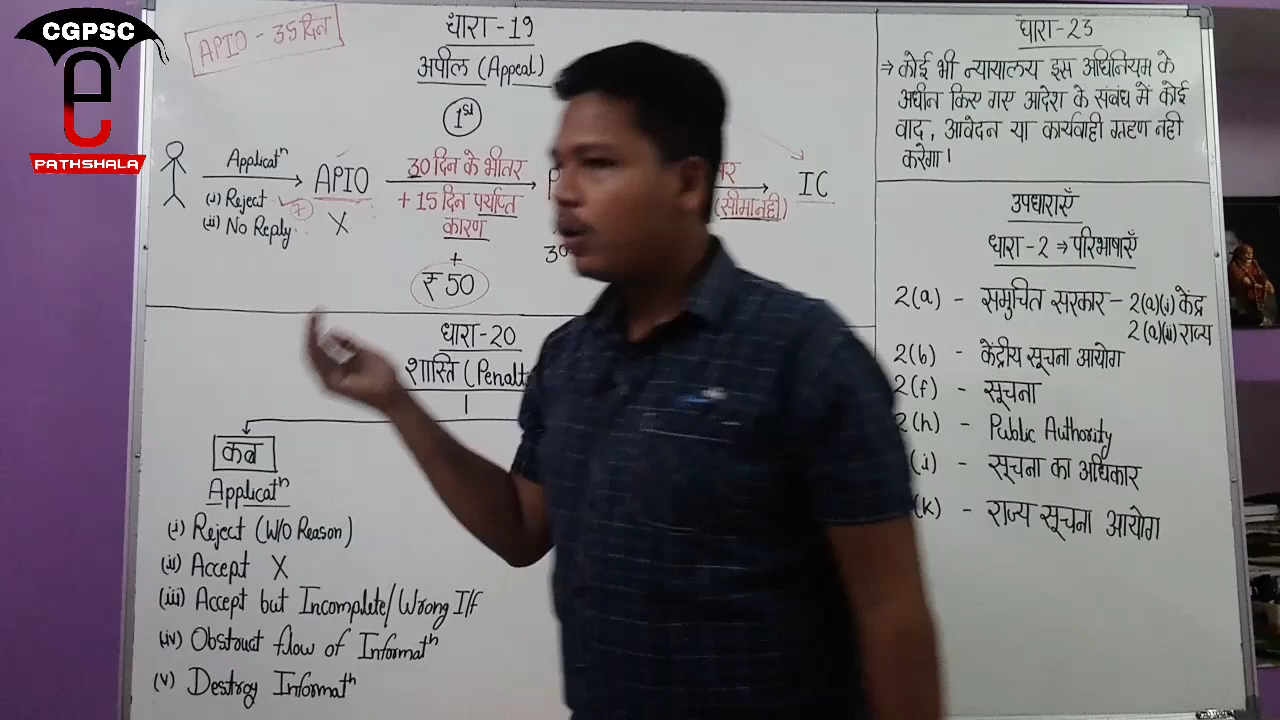 CGPSC
e
PATHSHALA
APIO - 35 दिन
धारा-19
अपील (Appeal)
1st
Applicatn
(i) Reject
(ii) No Reply
APIO
X
30 दिन के भीतर
+ 15 दिन पर्याप्त
कारण
+
₹ 50
(सीमा नही)
IC
धारा-20
शास्ति (Penalt
कब
Applicatn
(i) Reject (W/O Reason)
(ii) Accept X
(iii) Accept but Incomplete/Wrong I/f
(iv) Obstruct flow of Informatn
(v) Destroy Informatn
धारा-23
⇒ कोई भी न्यायालय इस अधिनियम के
अधीन किए गए आदेश के संबंध में कोई
वाद, आवेदन या कार्यवाही ग्रहण नही
करेगा।
उपधाराएँ
धारा-2 ⇒ परिभाषाएँ
2(a) - समुचित सरकार - 2(a)(i) केंद्र
2(a)(ii) राज्य
2(b) - केंद्रीय सूचना आयोग
2(f) - सूचना
2(h) - Public Authority
(i) - सूचना का अधिकार
(k) - राज्य सूचना आयोग